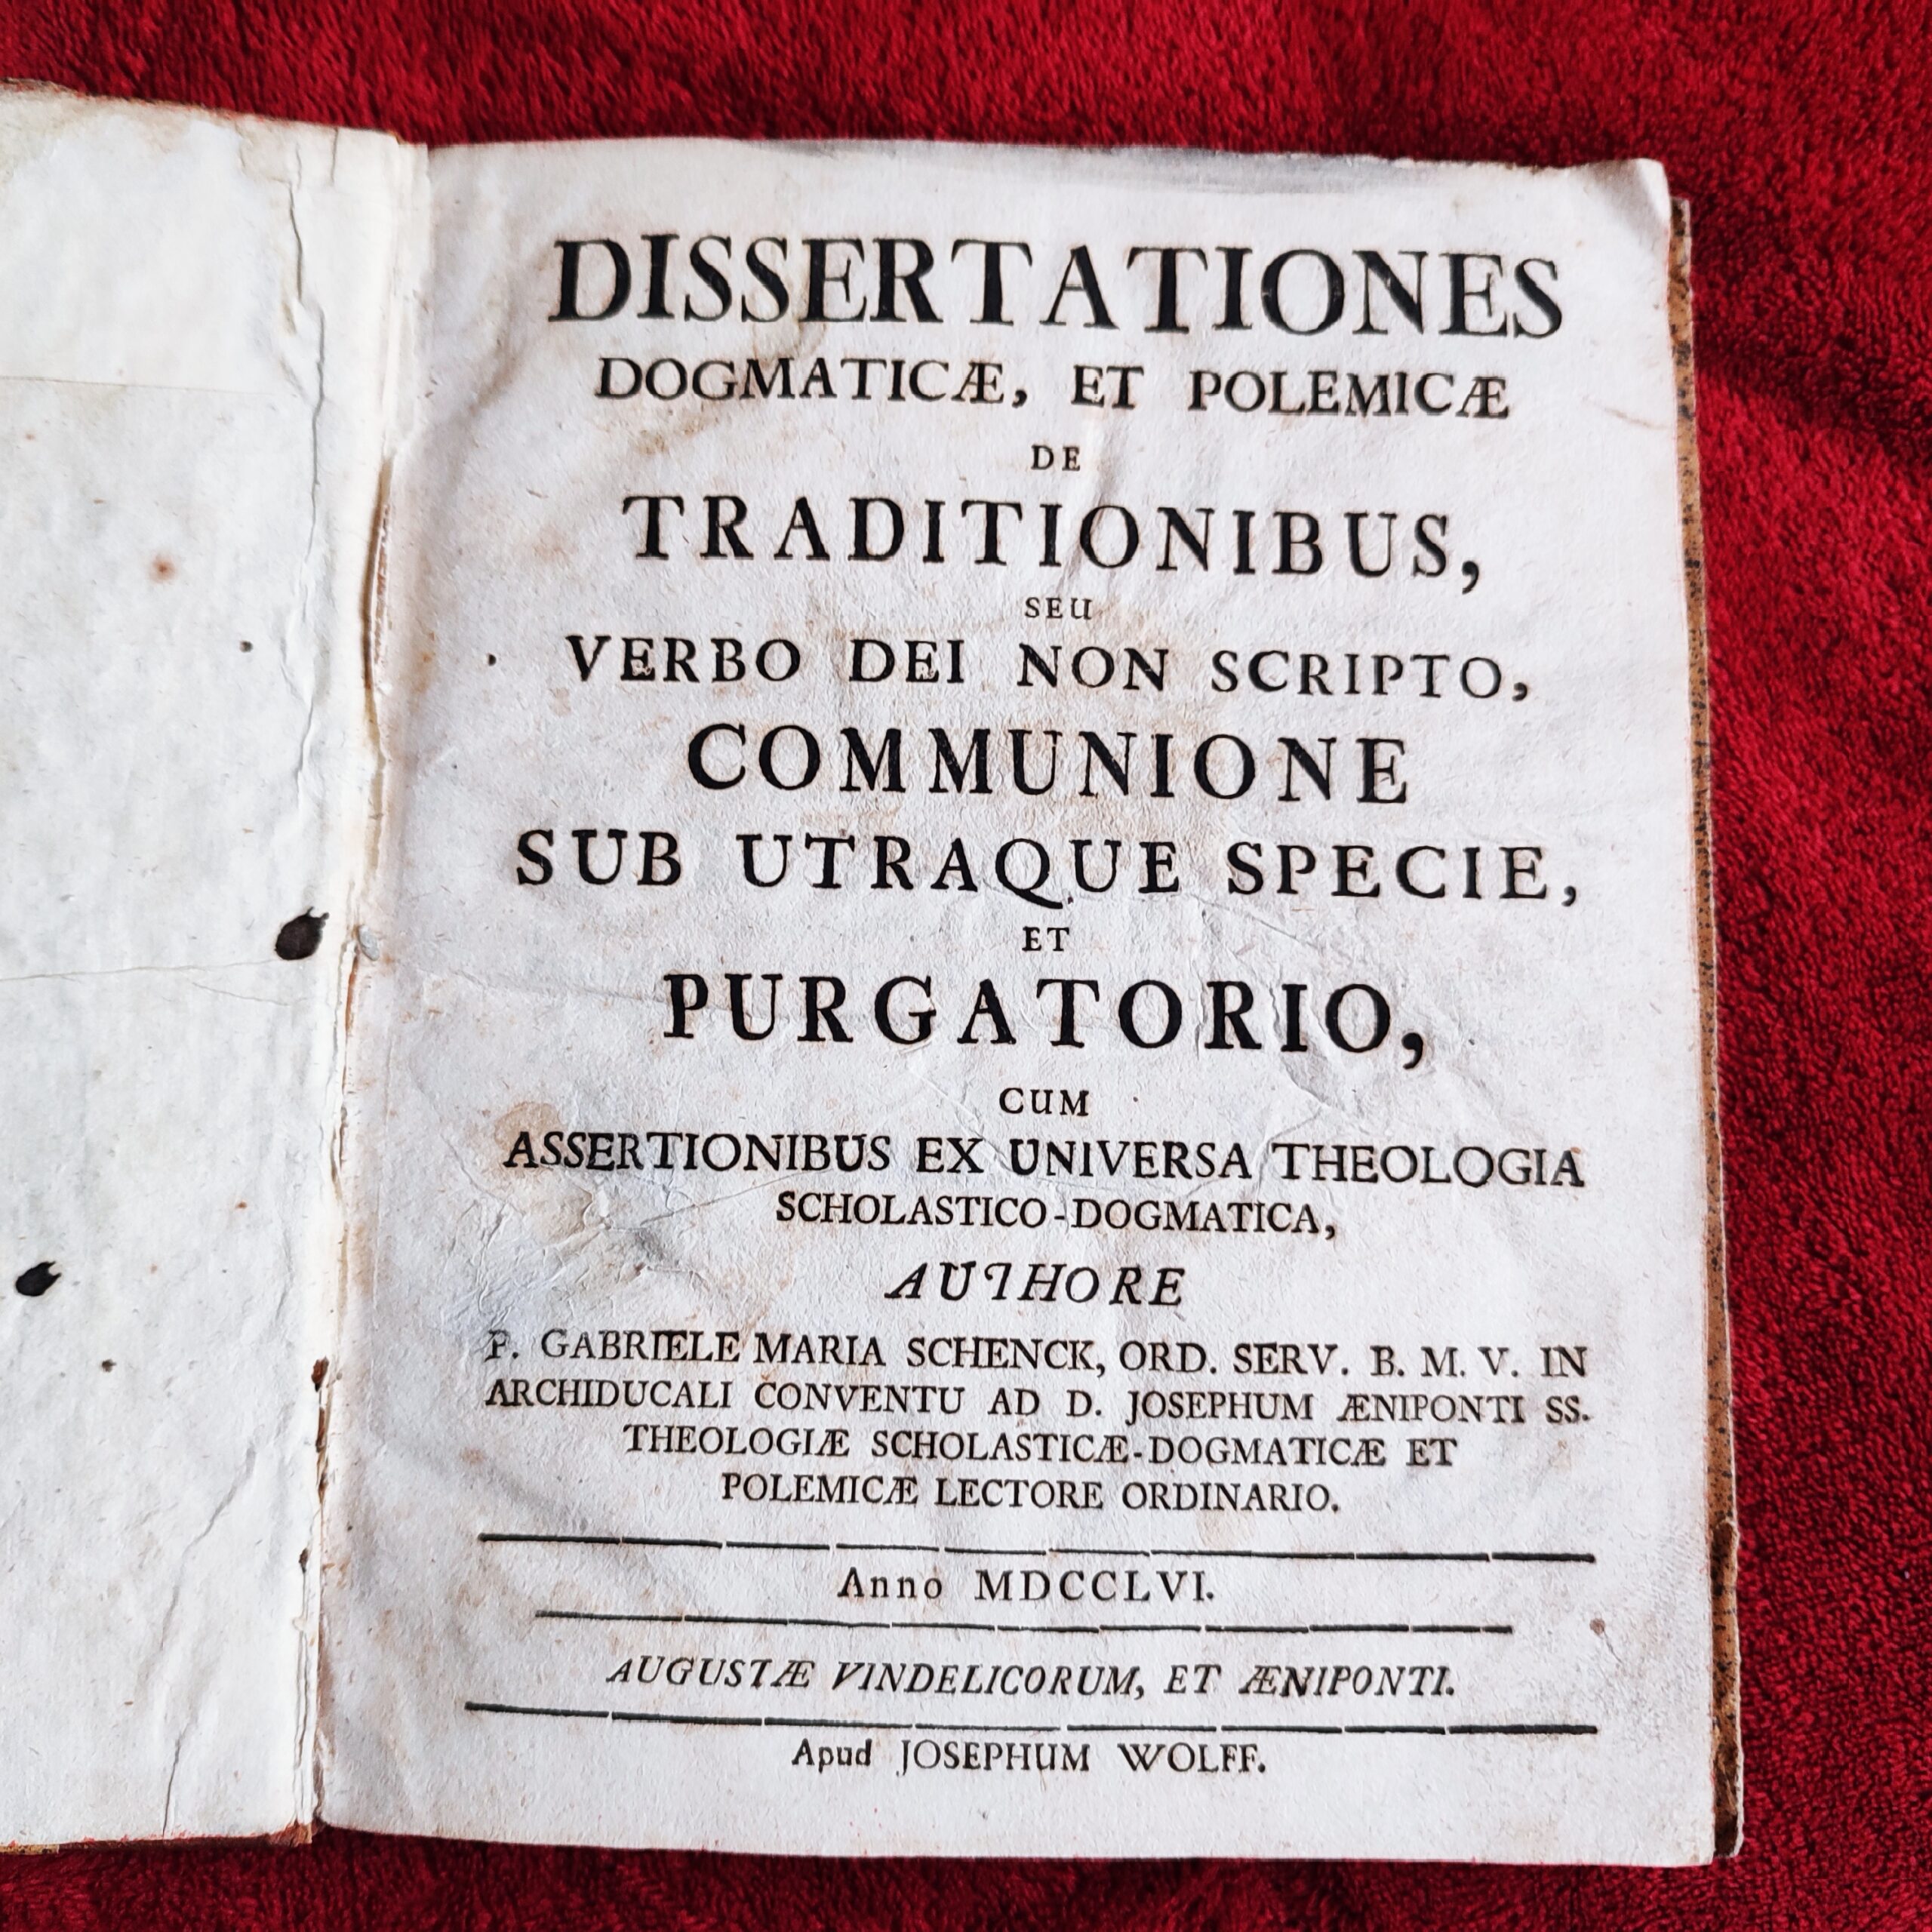 DISSERTATIONES
DOGMATICÆ, ET POLEMICÆ
DE
TRADITIONIBUS,
SEU
VERBO DEI NON SCRIPTO,
COMMUNIONE
SUB UTRAQUE SPECIE,
ET
PURGATORIO,
CUM
ASSERTIONIBUS EX UNIVERSA THEOLOGIA
SCHOLASTICO-DOGMATICA,
AUTHORE
P. GABRIELE MARIA SCHENCK, ORD. SERV. B. M. V. IN
ARCHIDUCALI CONVENTU AD D. JOSEPHUM ÆNIPONTI SS.
THEOLOGIÆ SCHOLASTICÆ-DOGMATICÆ ET
POLEMICÆ LECTORE ORDINARIO.
Anno MDCCLVI.
AUGUSTÆ VINDELICORUM, ET ÆNIPONTI.
Apud JOSEPHUM WOLFF.